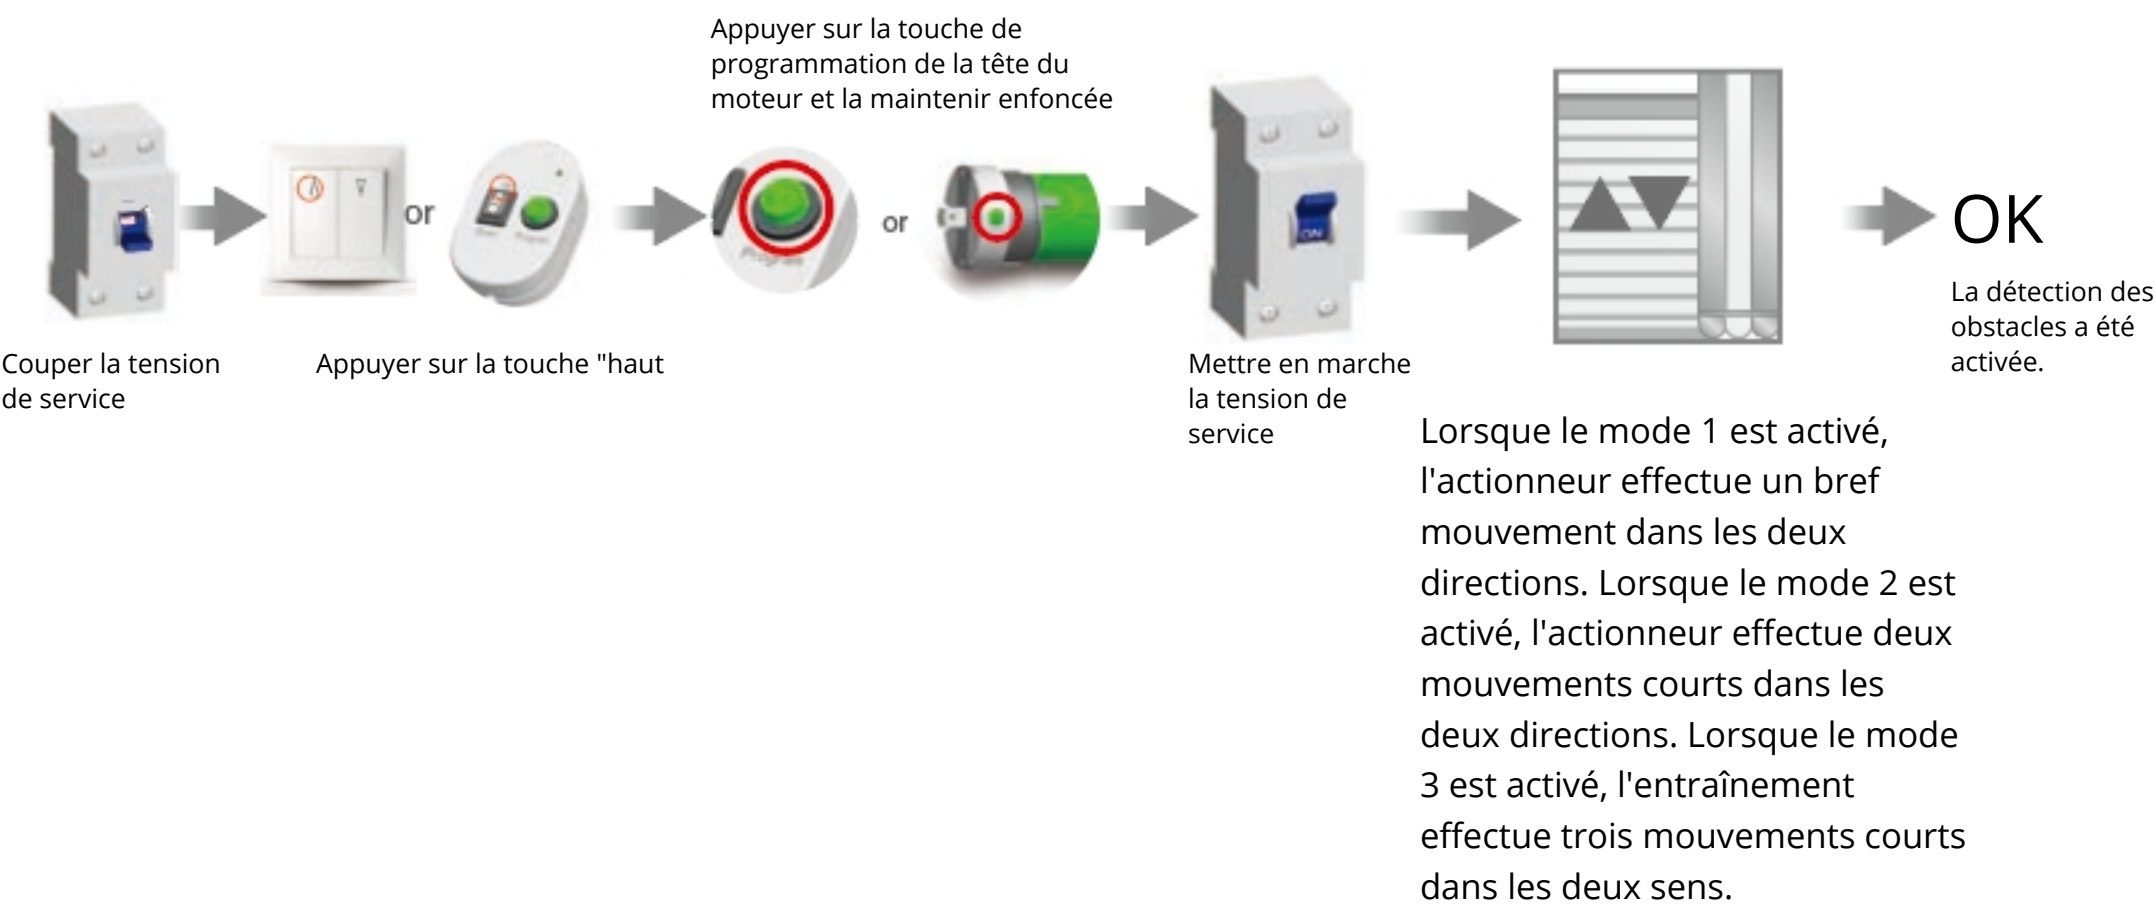 Appuyer sur la touche de
programmation de la tête du
moteur et la maintenir enfoncée
or
or
ON
OK
La détection des
obstacles a été
activée.
Couper la tension
de service
Appuyer sur la touche "haut
Mettre en marche
la tension de
service
Lorsque le mode 1 est activé,
l'actionneur effectue un bref
mouvement dans les deux
directions. Lorsque le mode 2 est
activé, l'actionneur effectue deux
mouvements courts dans les
deux directions. Lorsque le mode
3 est activé, l'entraînement
effectue trois mouvements courts
dans les deux sens.